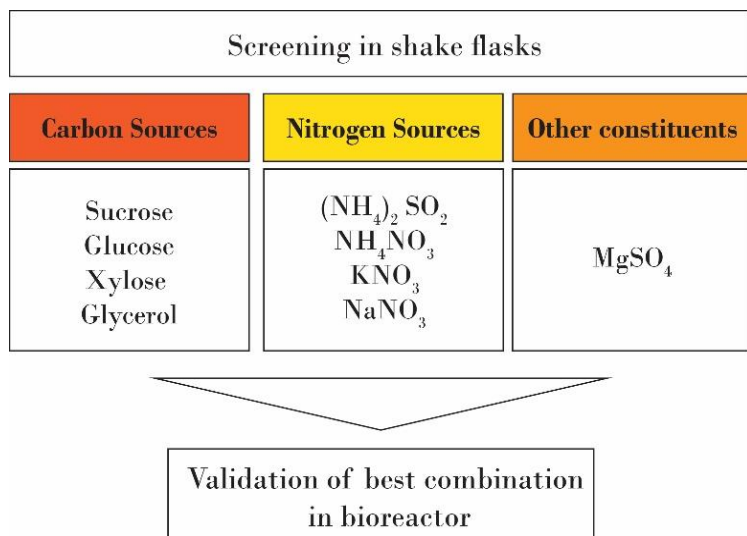 Screening in shake flasks
Carbon Sources
Nitrogen Sources
Other constituents
Sucrose
Glucose
Xylose
Glycerol
(NH₄)₂ SO₂
NH₄NO₃
KNO₃
NaNO₃
MgSO₄
Validation of best combination
in bioreactor